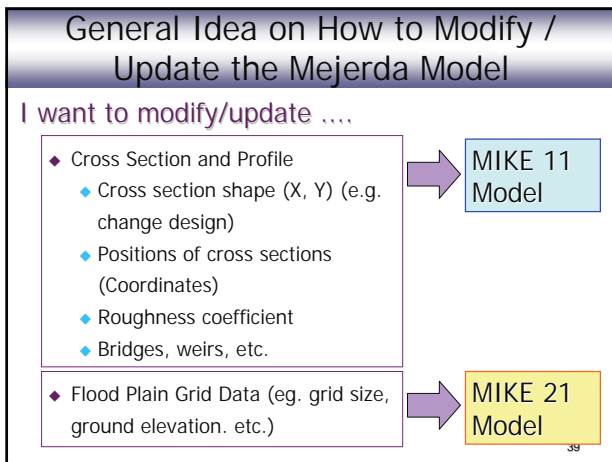 General Idea on How to Modify /
Update the Mejerda Model
I want to modify/update ....
◆ Cross Section and Profile
◆ Cross section shape (X, Y) (e.g.
change design)
◆ Positions of cross sections
(Coordinates)
◆ Roughness coefficient
◆ Bridges, weirs, etc.
MIKE 11
Model
◆ Flood Plain Grid Data (eg. grid size,
ground elevation. etc.)
MIKE 21
Model
39